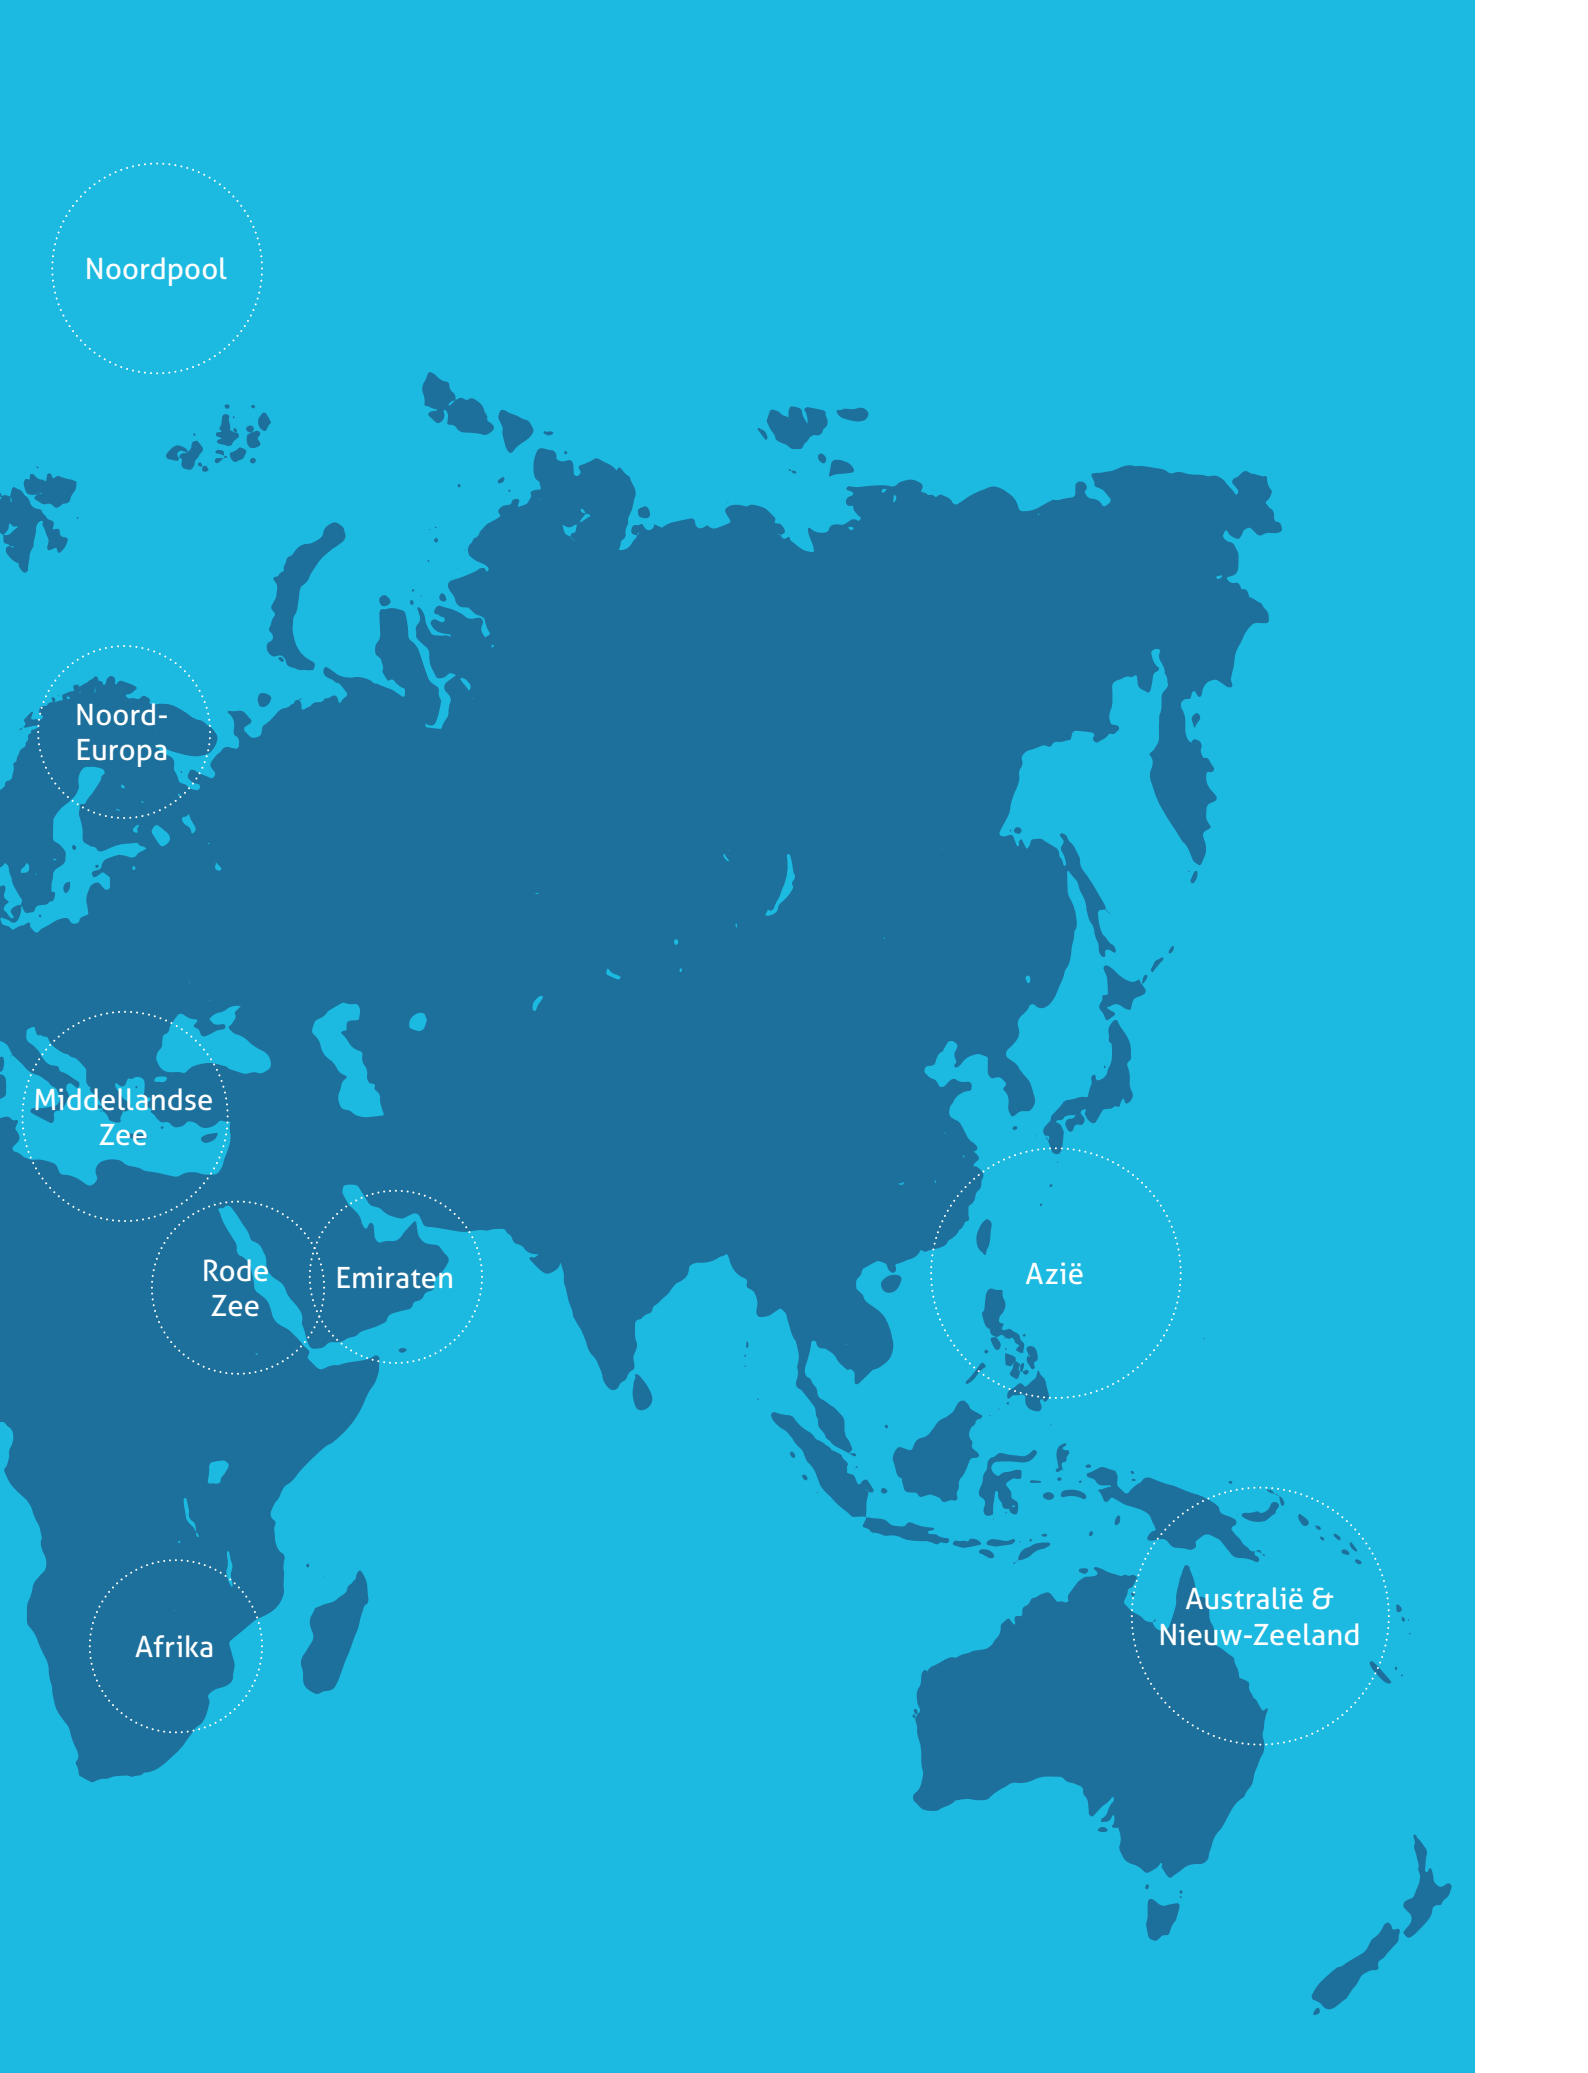 Noordpool
Noord-
Europa
Middellandse
Zee
Rode
Zee
Emiraten
Azië
Afrika
Australië &
Nieuw-Zeeland